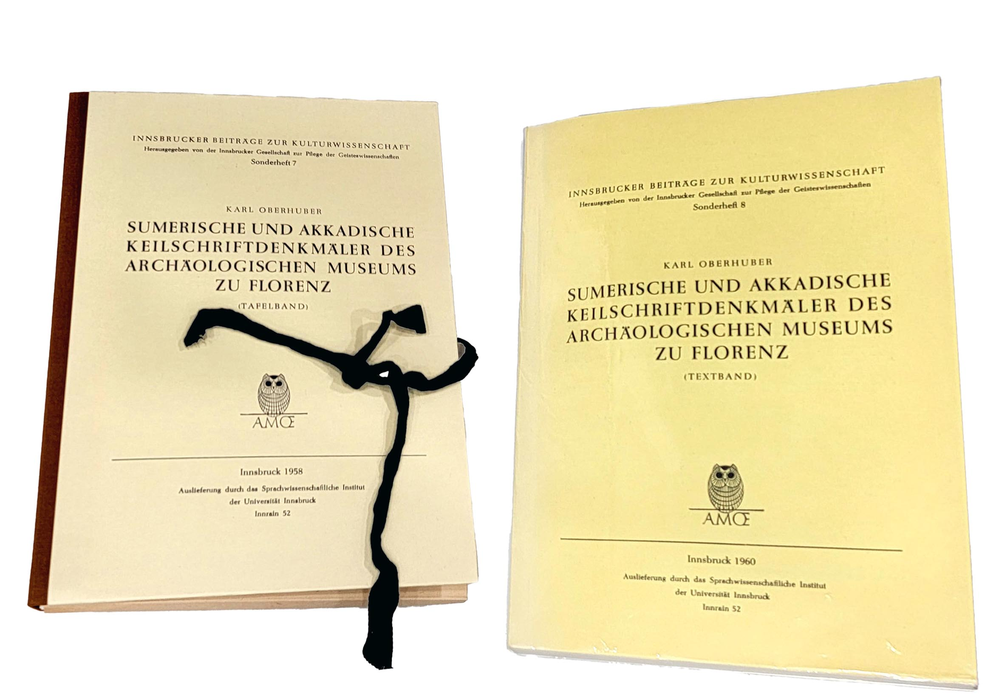 INNSBRUCKER BEITRÄGE ZUR KULTURWISSENSCHAFT
Herausgegeben von der Innsbrucker Gesellschaft zur Pflege der Geisteswissenschaften
Sonderheft 7
KARL OBERHUBER
SUMERISCHE UND AKKADISCHE
KEILSCHRIFTDENKMÄLER DES
ARCHÄOLOGISCHEN MUSEUMS
ZU FLORENZ
(TAFELBAND)
AMŒ
Innsbruck 1958
Auslieferung durch das Sprachwissenschaftliche Institut
der Universität Innsbruck
Innrain 52
INNSBRUCKER BEITRÄGE ZUR KULTURWISSENSCHAFT
Herausgegeben von der Innsbrucker Gesellschaft zur Pflege der Geisteswissenschaften
Sonderheft 8
KARL OBERHUBER
SUMERISCHE UND AKKADISCHE
KEILSCHRIFTDENKMÄLER DES
ARCHÄOLOGISCHEN MUSEUMS
ZU FLORENZ
(TEXTBAND)
AMŒ
Innsbruck 1960
Auslieferung durch das Sprachwissenschaftliche Institut
der Universität Innsbruck
Innrain 52